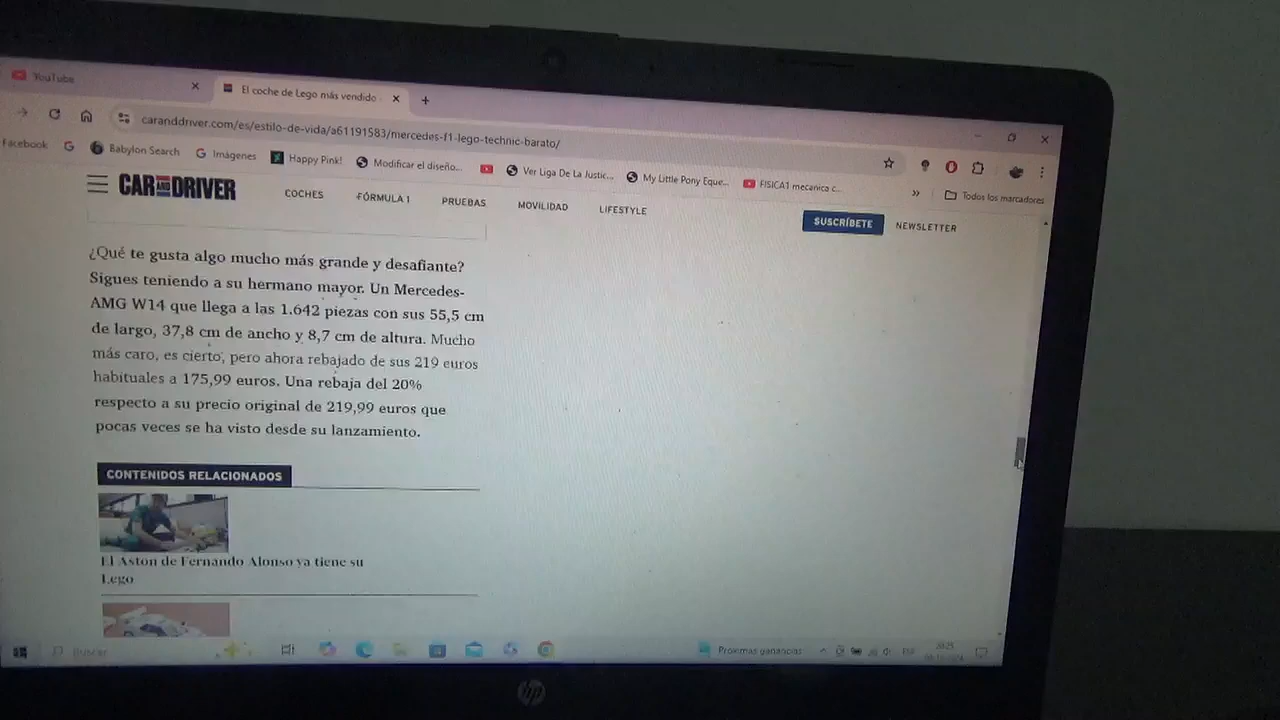 YouTube
El coche de Lego más vendido
caranddriver.com/es/estilo-de-vida/a61191583/mercedes-f1-lego-technic-barato/
Facebook
Babylon Search
Imágenes
Happy Pink!
Modificar el diseño...
Ver Liga De La Justic...
My Little Pony Eque...
FISICA1 mecanica c...
Todos los marcadores
CAR AND DRIVER
COCHES
FÓRMULA 1
PRUEBAS
MOVILIDAD
LIFESTYLE
SUSCRÍBETE
NEWSLETTER
¿Qué te gusta algo mucho más grande y desafiante?
Sigues teniendo a su hermano mayor. Un Mercedes-
AMG W14 que llega a las 1.642 piezas con sus 55,5 cm
de largo, 37,8 cm de ancho y 8,7 cm de altura. Mucho
más caro, es cierto, pero ahora rebajado de sus 219 euros
habituales a 175,99 euros. Una rebaja del 20%
respecto a su precio original de 219,99 euros que
pocas veces se ha visto desde su lanzamiento.
CONTENIDOS RELACIONADOS
El Aston de Fernando Alonso ya tiene su
Lego
Buscar
Próximas ganancias
ESP
hp